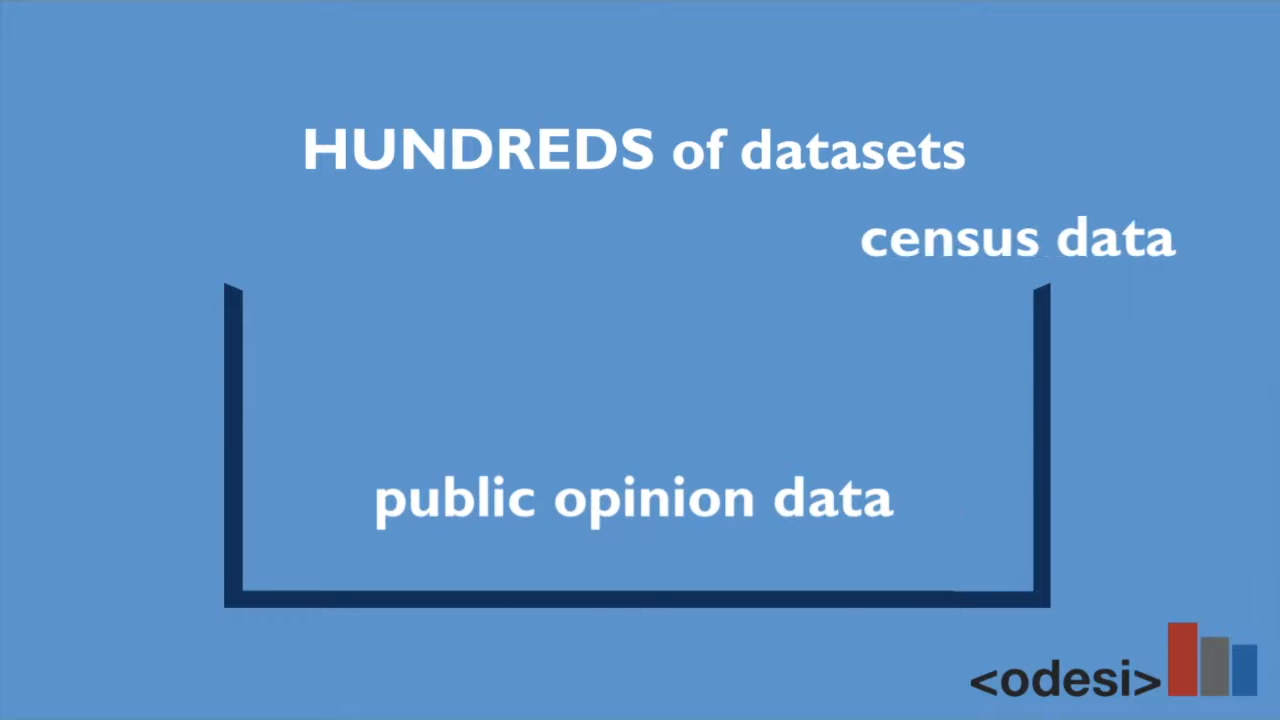 HUNDREDS of datasets
census data
public opinion data
<odesi>